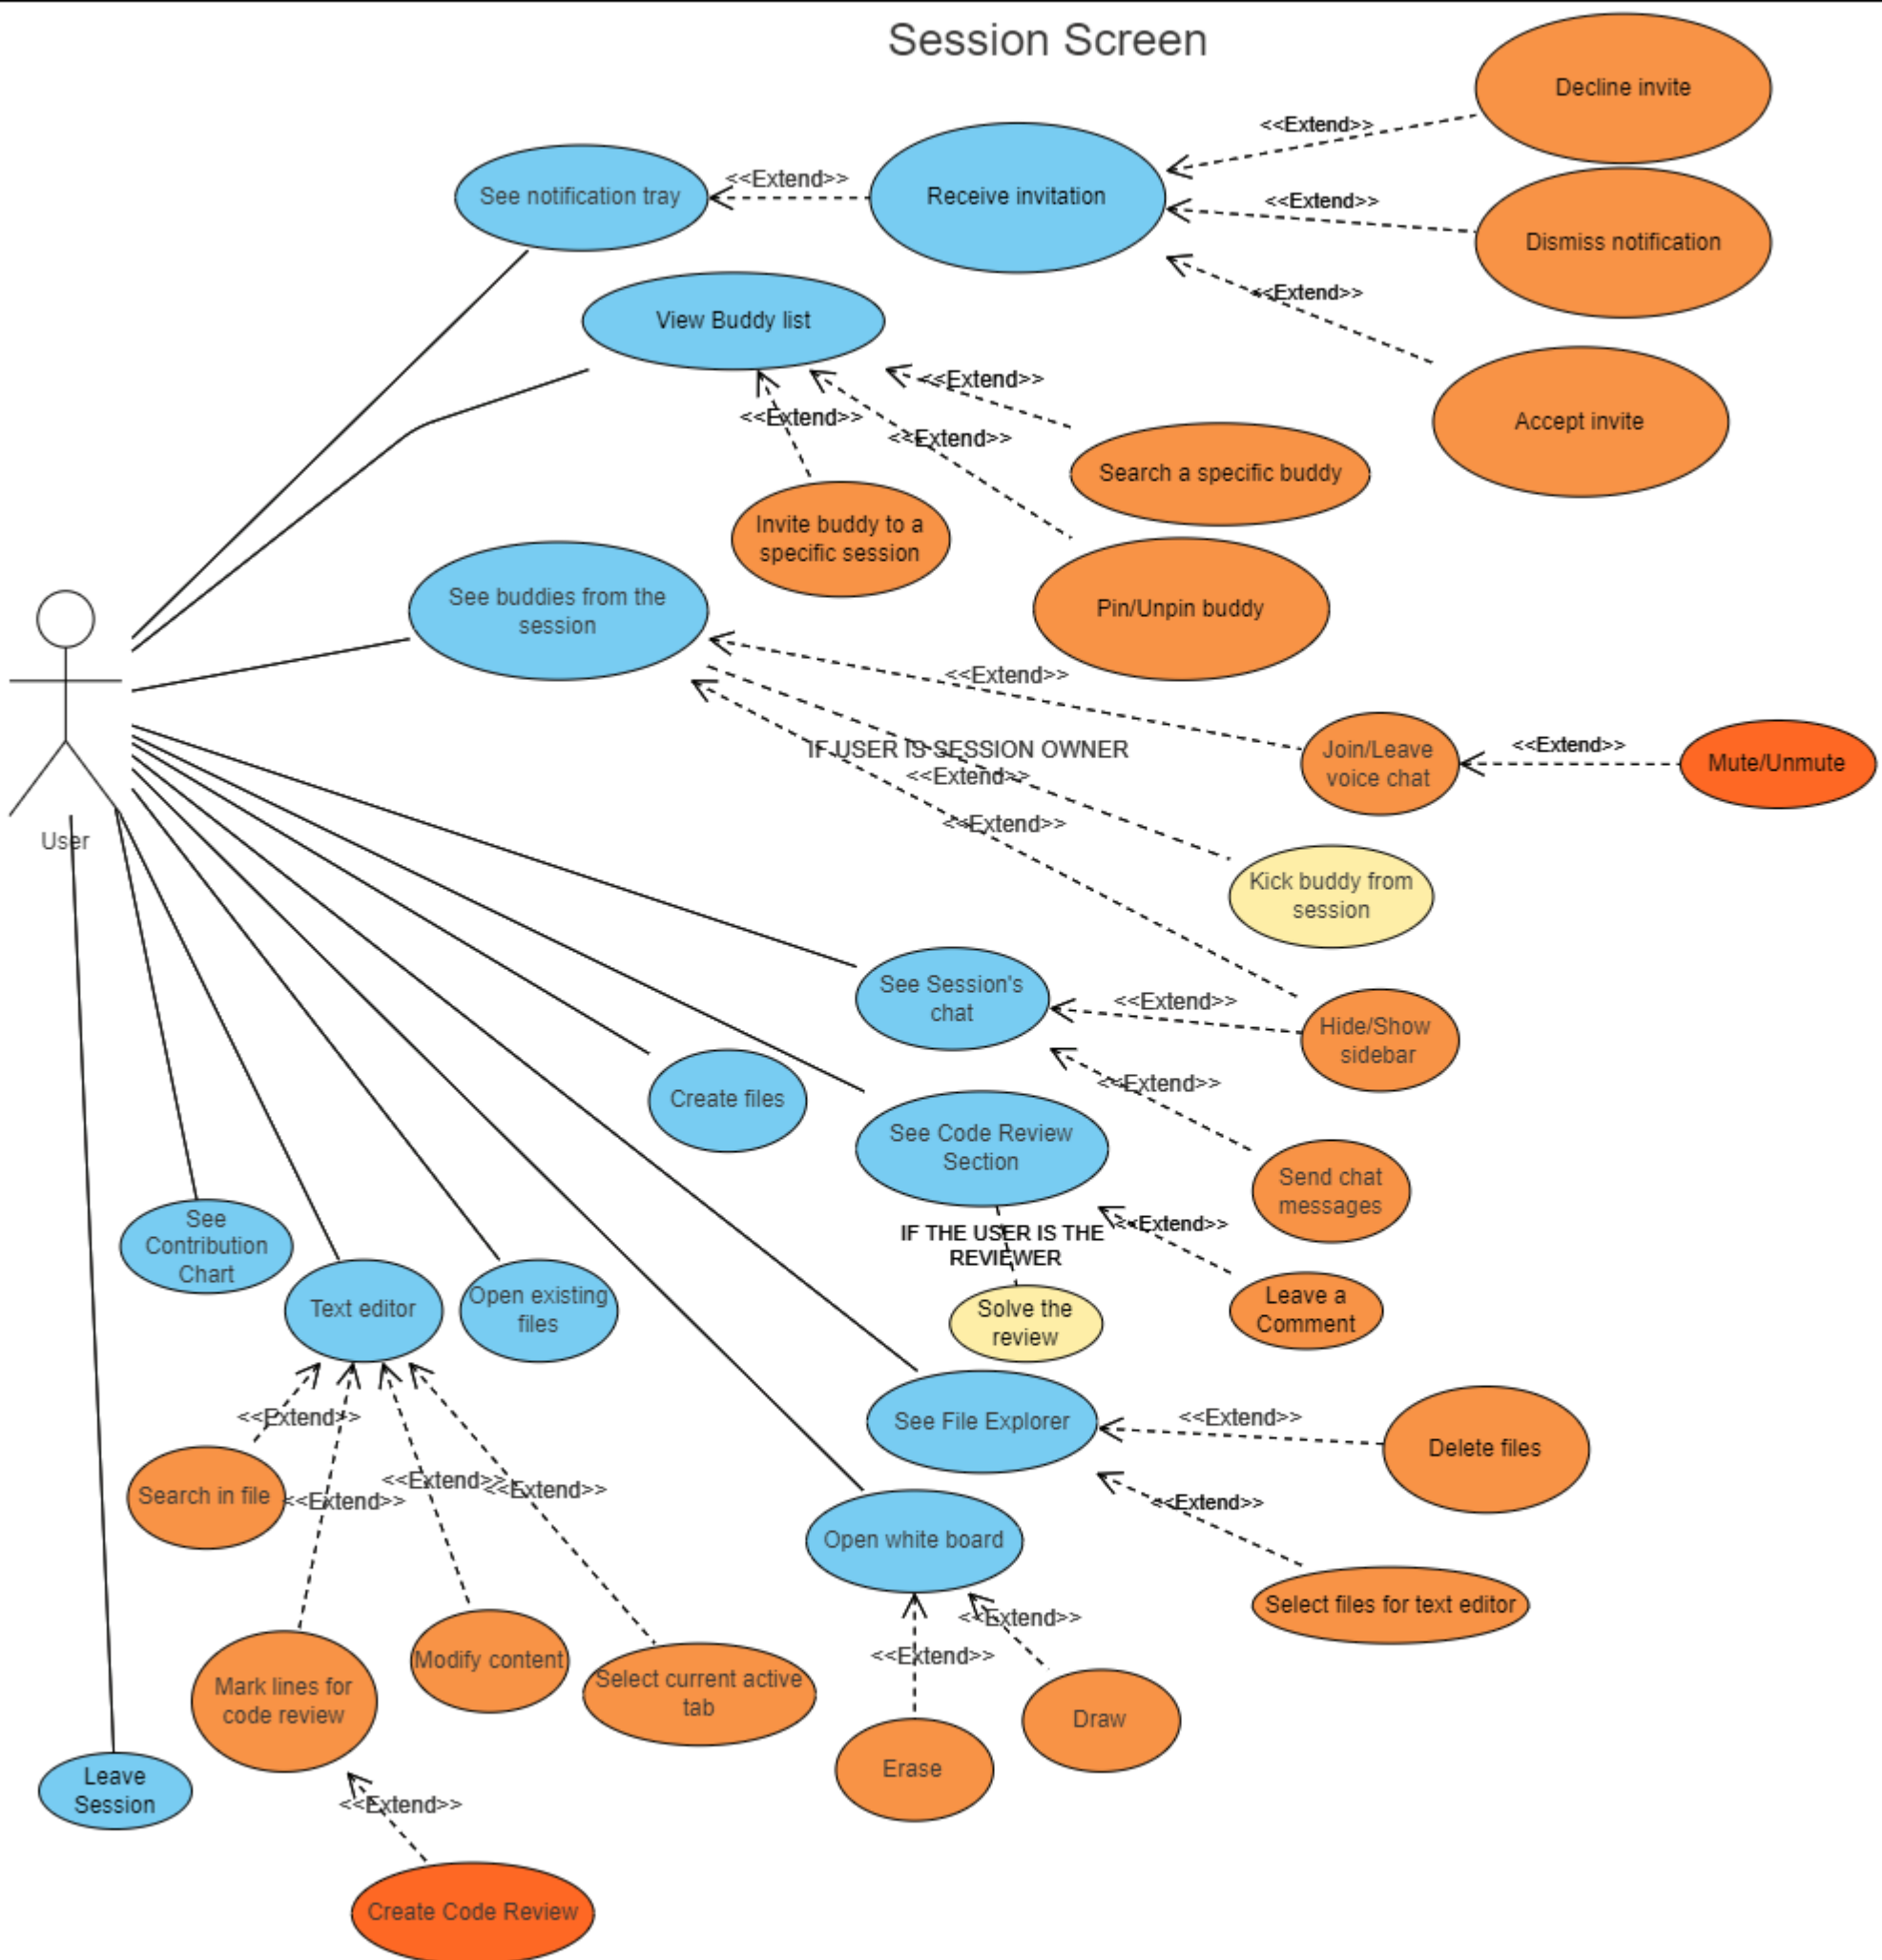 Session Screen
Decline invite
<<Extend>>
See notification tray
<<Extend>>
Receive invitation
<<Extend>>
Dismiss notification
<<Extend>>
View Buddy list
<<Extend>>
<<Extend>>
<<Extend>>
Accept invite
Search a specific buddy
Invite buddy to a
specific session
Pin/Unpin buddy
See buddies from the
session
<<Extend>>
IF USER IS SESSION OWNER
<<Extend>>
<<Extend>>
Join/Leave
voice chat
<<Extend>>
Mute/Unmute
User
Kick buddy from
session
See Session's
chat
<<Extend>>
Hide/Show
sidebar
<<Extend>>
Create files
See Code Review
Section
Send chat
messages
IF THE USER IS THE
REVIEWER
<<Extend>>
Solve the
review
Leave a
Comment
See
Contribution
Chart
Text editor
Open existing
files
<<Extend>>
Search in file
<<Extend>>
<<Extend>>
<<Extend>>
See File Explorer
<<Extend>>
Delete files
<<Extend>>
Open white board
Select files for text editor
<<Extend>>
<<Extend>>
Mark lines for
code review
Modify content
Select current active
tab
Draw
Erase
Leave
Session
<<Extend>>
Create Code Review